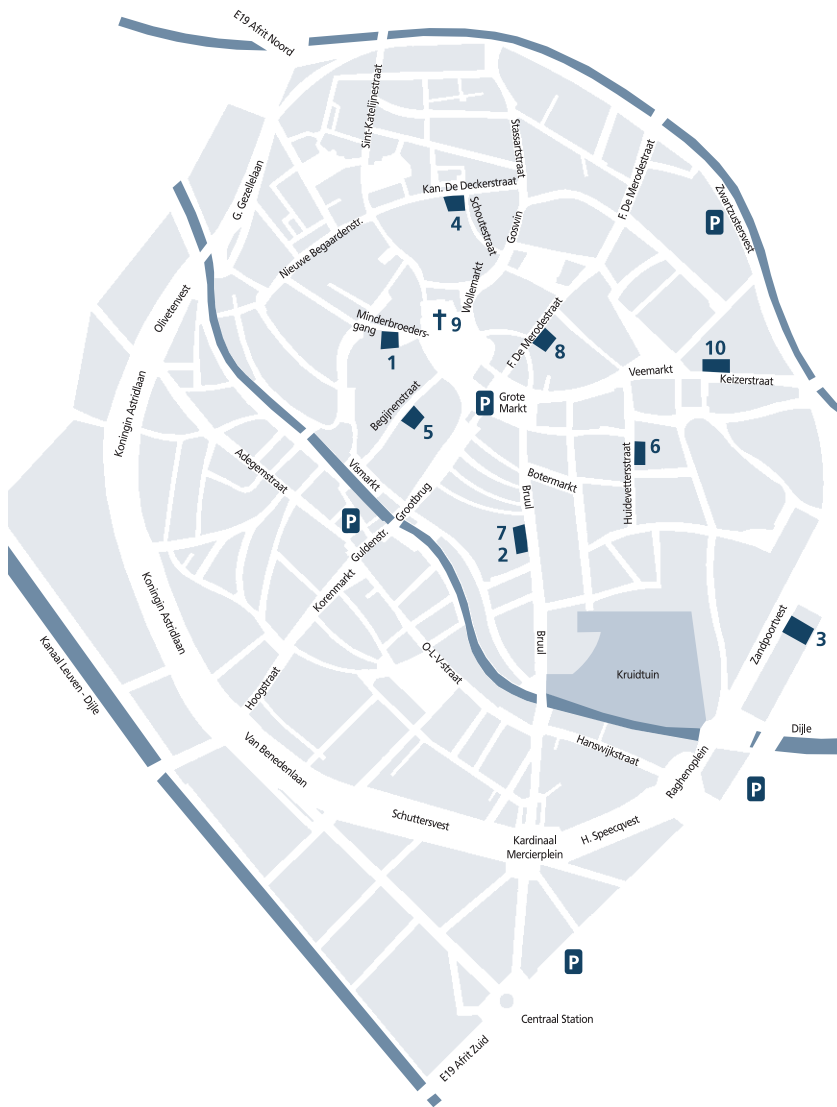 E19 Afrit Noord
Sint-Katelijnestraat
Stassartstraat
F. De Merodestraat
G. Gezellelaan
Kan. De Deckerstraat
Zwartzustersvest
P
4
Schoutestraat
Goswin
Nieuwe Begaardenstr.
Wollemarkt
Olivetenvest
Minderbroeders-
gang
9
F. De Merodestraat
1
8
10
Veemarkt
Keizerstraat
Koningin Astridlaan
Begijnenstraat
P
Grote
Markt
5
6
Huidevettersstraat
Adegemstraat
Vismarkt
Botermarkt
Bruul
Grootbrug
P
Guldenstr.
7
2
Korenmarkt
Koningin Astridlaan
Kanaal Leuven - Dijle
O-L-V-straat
Bruul
Zandpoortvest
3
Kruidtuin
Hoogstraat
Dijle
Hanswijkstraat
Van Benedenlaan
Raghenoplein
P
Schuttersvest
H. Speecqvest
Kardinaal
Mercierplein
P
Centraal Station
E19 Afrit Zuid